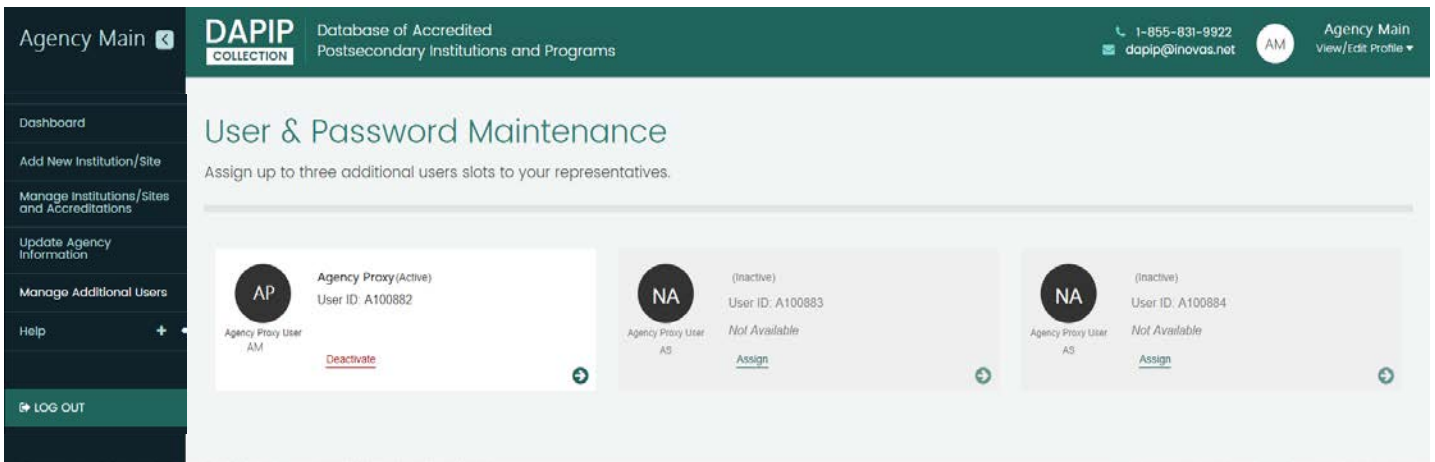 Agency Main
DAPIP
COLLECTION
Database of Accredited
Postsecondary Institutions and Programs
1-855-831-9922
dapip@inovas.net
AM
Agency Main
View/Edit Profile
Dashboard
Add New Institution/Site
Manage Institutions/Sites
and Accreditations
Update Agency
Information
Manage Additional Users
Help +
LOG OUT
User & Password Maintenance
Assign up to three additional users slots to your representatives.
AP
Agency Proxy User
AM
Agency Proxy(Active)
User ID: A100882
Deactivate
NA
Agency Proxy User
AS
(Inactive)
User ID: A100883
Not Available
Assign
NA
Agency Proxy User
AS
(Inactive)
User ID: A100884
Not Available
Assign